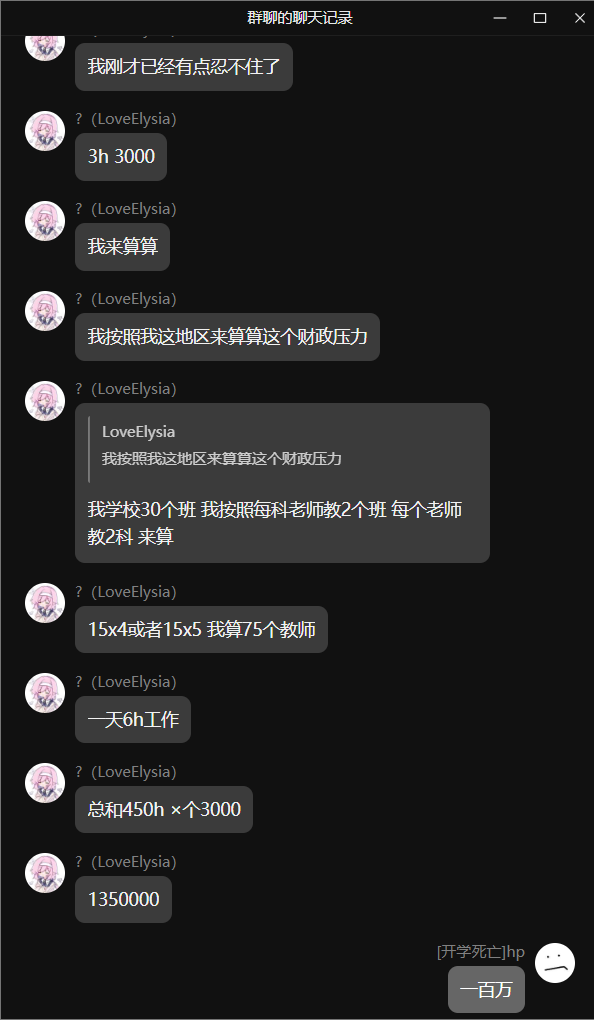 群聊的聊天记录
我刚才已经有点忍不住了
？（LoveElysia）
3h 3000
？（LoveElysia）
我来算算
？（LoveElysia）
我按照我这地区来算算这个财政压力
？（LoveElysia）
LoveElysia
我按照我这地区来算算这个财政压力
我学校30个班 我按照每科老师教2个班 每个老师
教2科 来算
？（LoveElysia）
15x4或者15x5 我算75个教师
？（LoveElysia）
一天6h工作
？（LoveElysia）
总和450h ×个3000
？（LoveElysia）
1350000
[开学死亡]hp
一百万